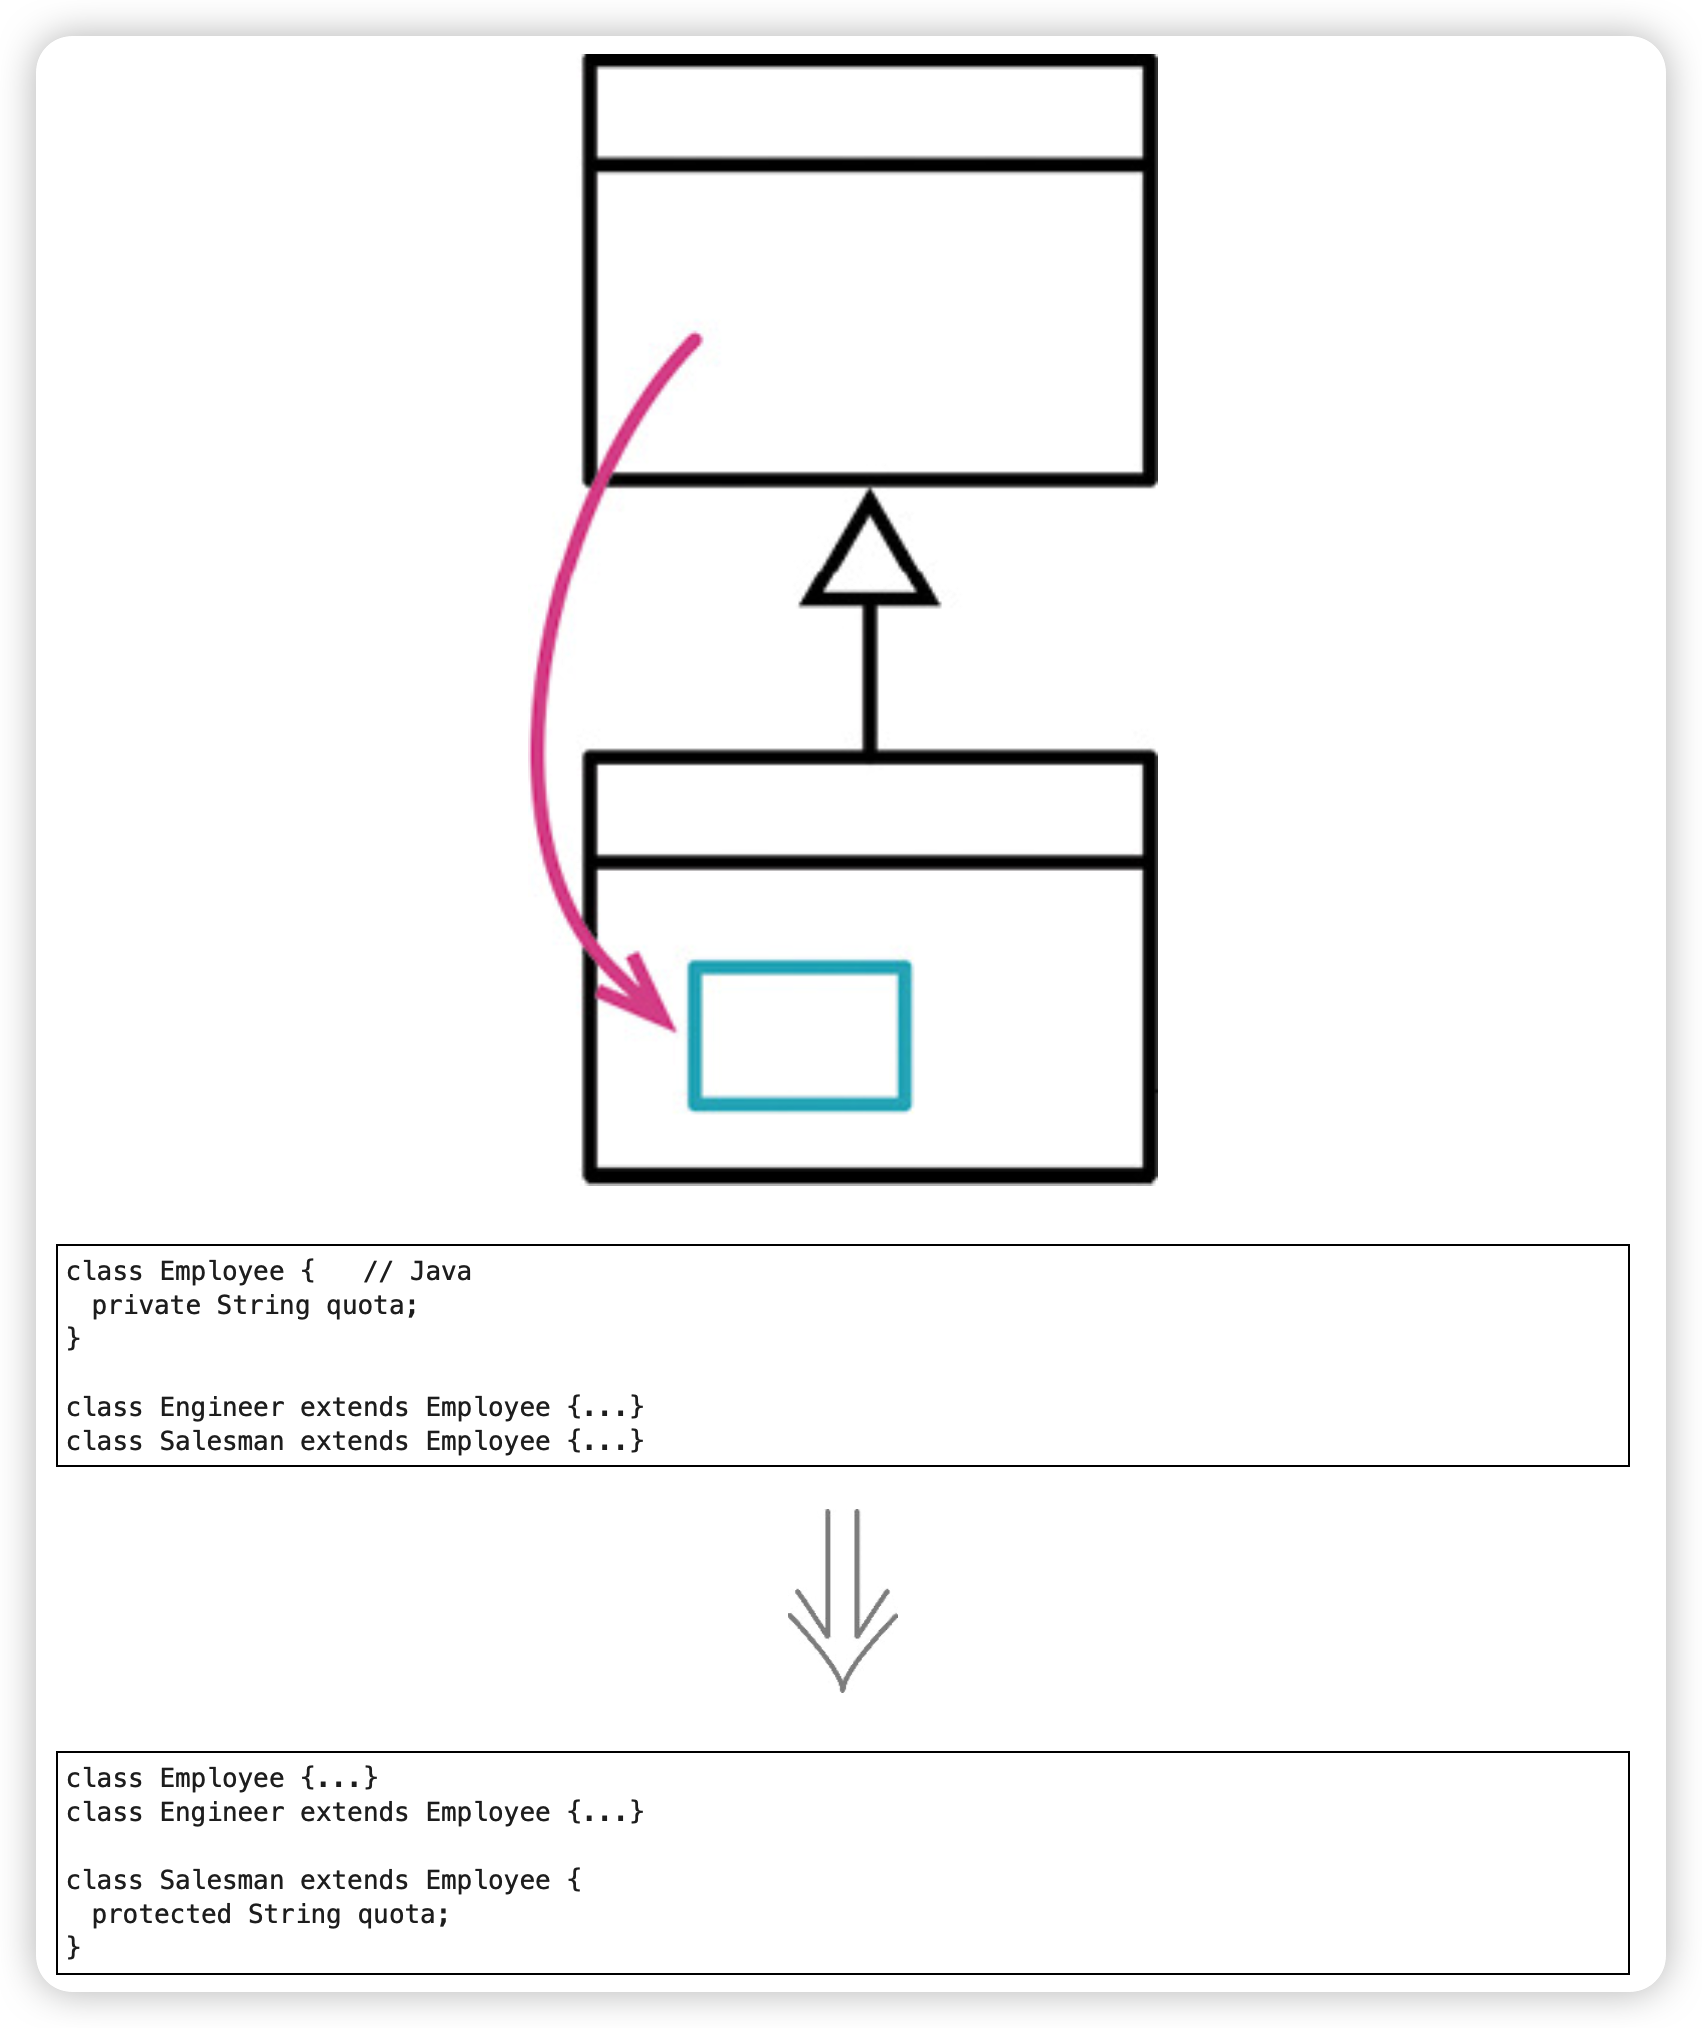 class Employee {   // Java
  private String quota;
}
class Engineer extends Employee {...}
class Salesman extends Employee {...}
class Employee {...}
class Engineer extends Employee {...}
class Salesman extends Employee {
  protected String quota;
}